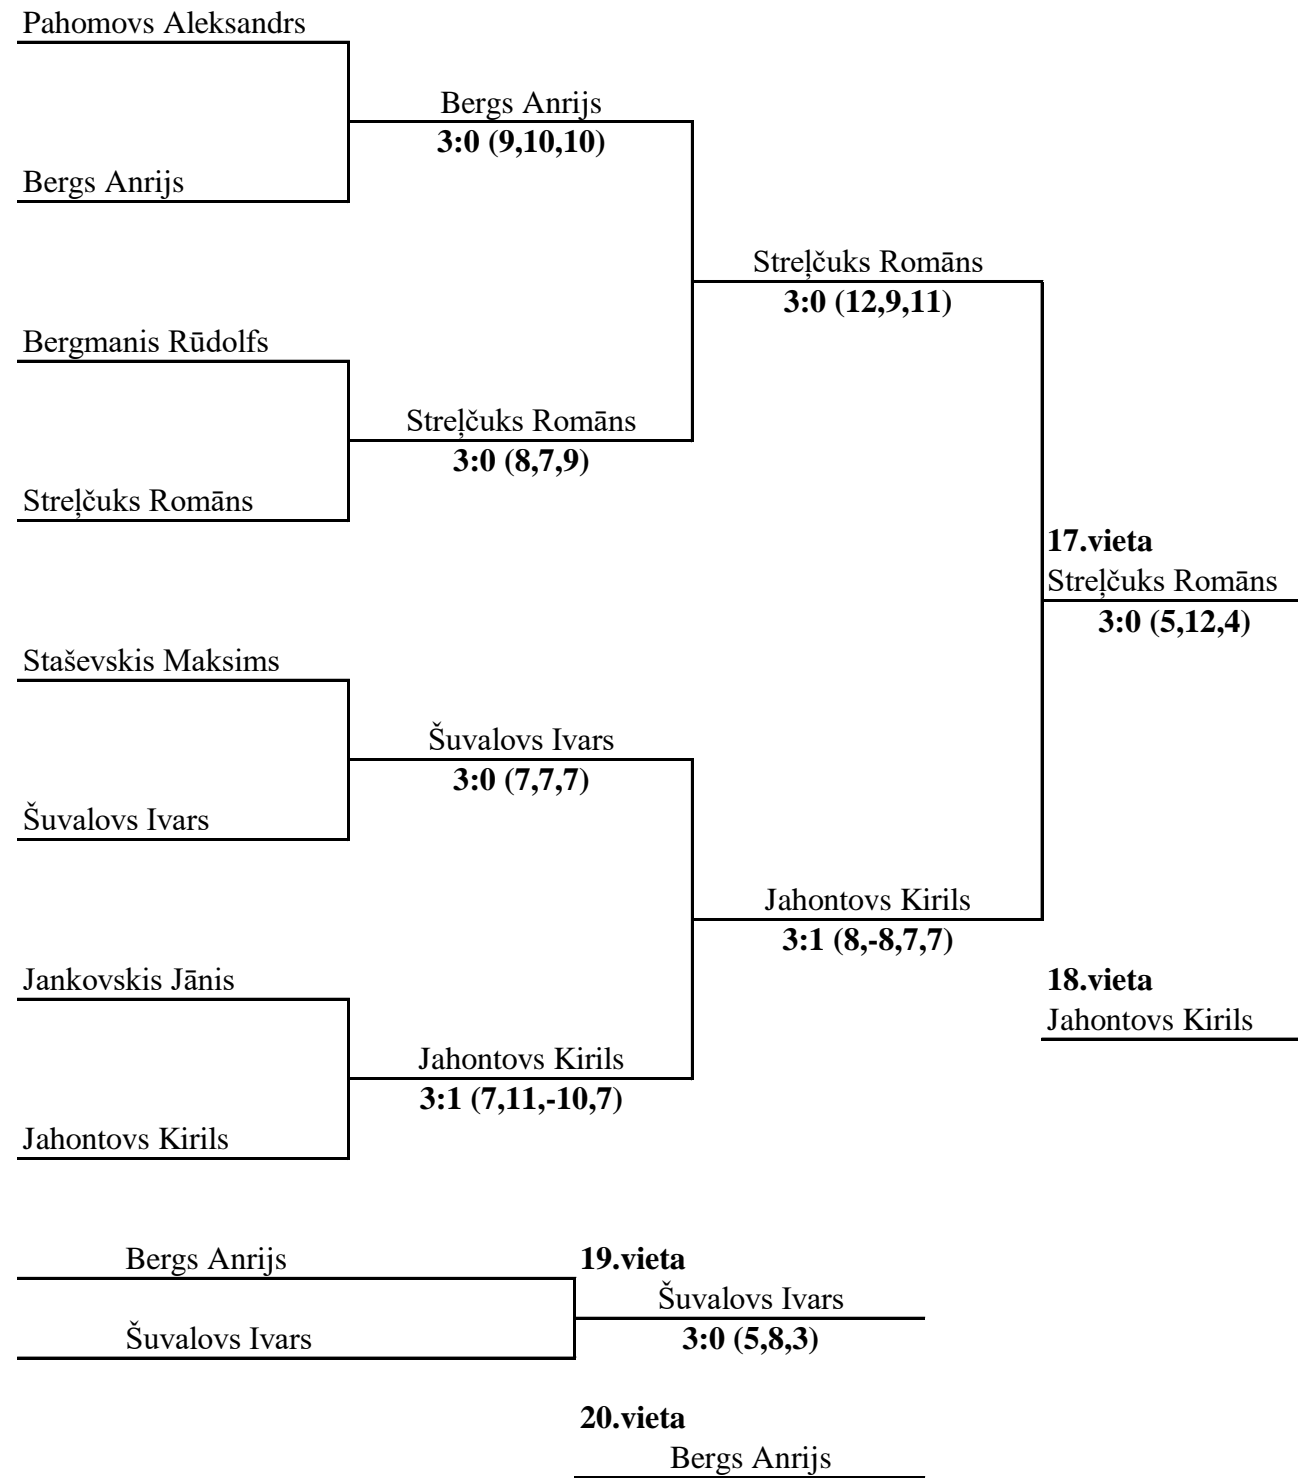 Pahomovs Aleksandrs
Bergs Anrijs
3:0 (9,10,10)
Bergs Anrijs
Streļčuks Romāns
3:0 (12,9,11)
Bergmanis Rūdolfs
Streļčuks Romāns
3:0 (8,7,9)
Streļčuks Romāns
17.vieta
Streļčuks Romāns
3:0 (5,12,4)
Staševskis Maksims
Šuvalovs Ivars
3:0 (7,7,7)
Šuvalovs Ivars
Jahontovs Kirils
3:1 (8,-8,7,7)
Jankovskis Jānis
18.vieta
Jahontovs Kirils
Jahontovs Kirils
3:1 (7,11,-10,7)
Jahontovs Kirils
Bergs Anrijs
19.vieta
Šuvalovs Ivars
Šuvalovs Ivars
3:0 (5,8,3)
20.vieta
Bergs Anrijs